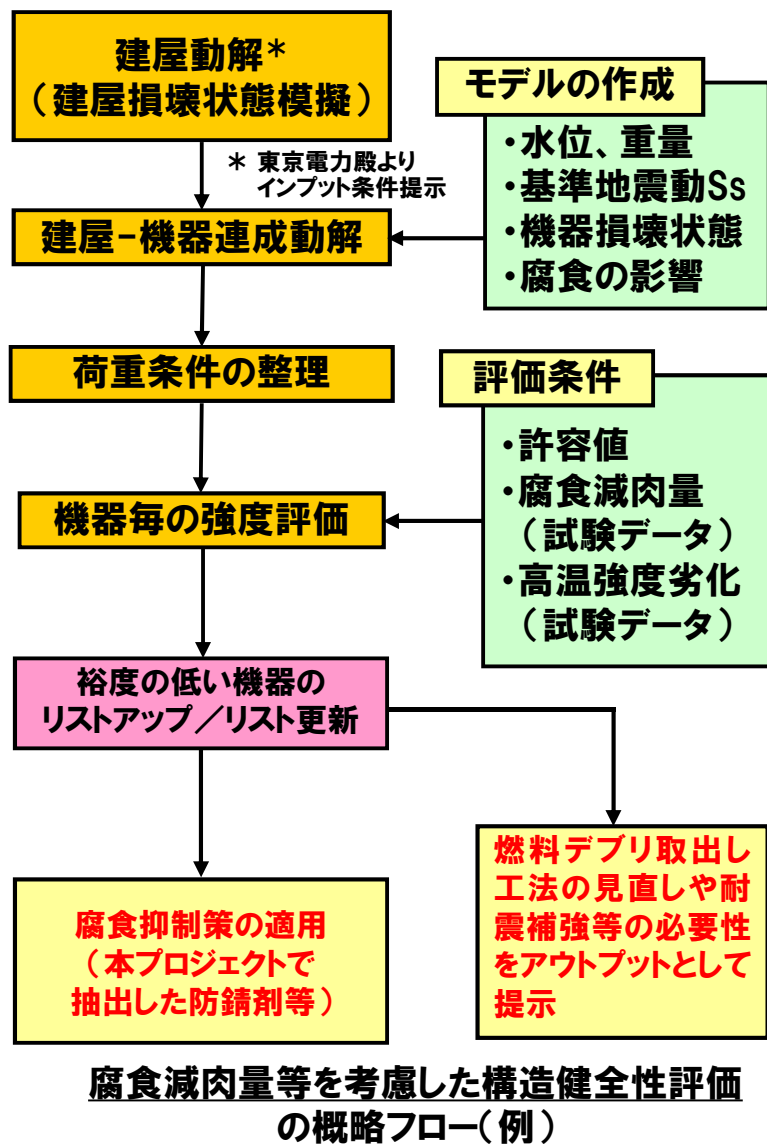 建屋動解*
（建屋損壊状態模擬）
* 東京電力殿より
インプット条件提示
モデルの作成
・水位、重量
・基準地震動Ss
・機器損壊状態
・腐食の影響
建屋-機器連成動解
荷重条件の整理
評価条件
・許容値
・腐食減肉量
（試験データ）
・高温強度劣化
（試験データ）
機器毎の強度評価
裕度の低い機器の
リストアップ／リスト更新
腐食抑制策の適用
（本プロジェクトで
抽出した防錆剤等）
燃料デブリ取出し
工法の見直しや耐
震補強等の必要性
をアウトプットとして
提示
腐食減肉量等を考慮した構造健全性評価
の概略フロー(例）